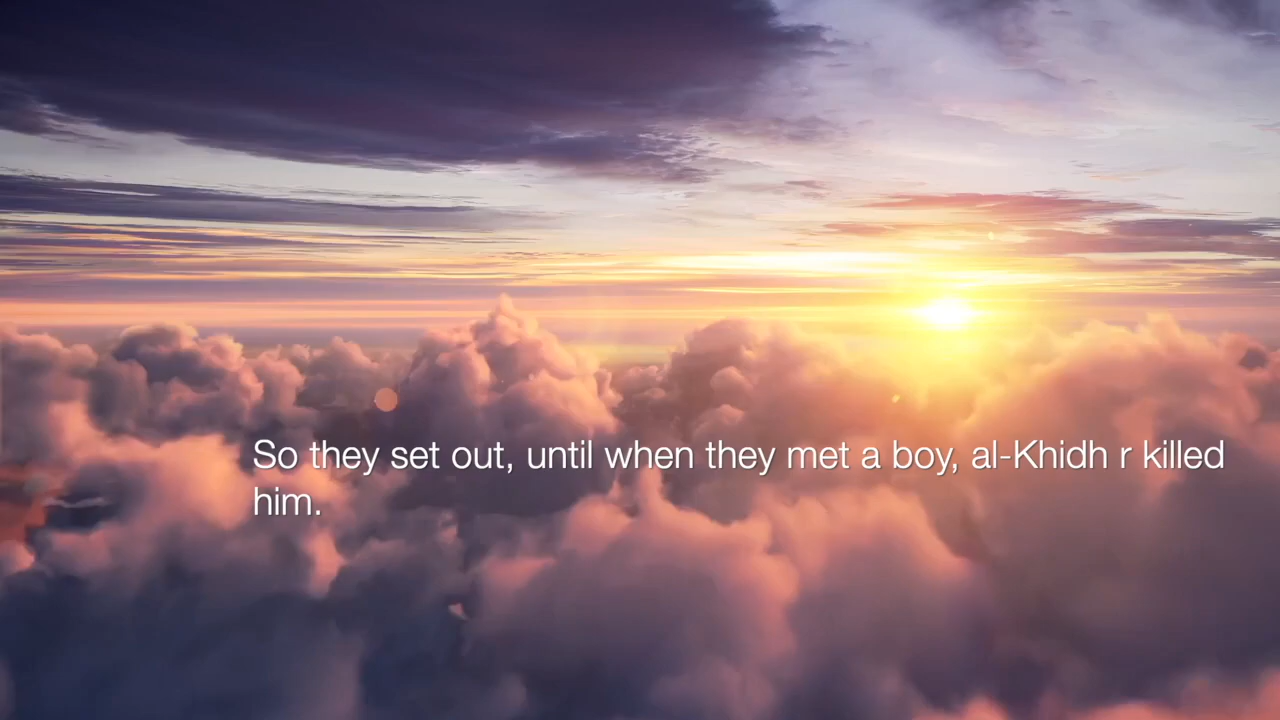 So they set out, until when they met a boy, al-Khidh r killed
him.